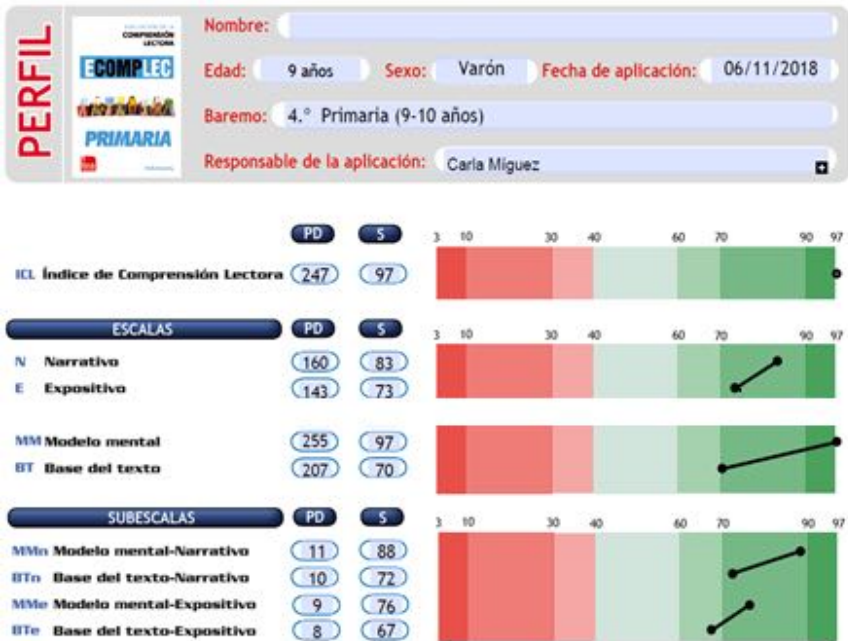 PERFIL
COMPRENSIÓN
LECTORA
ECOMPLEC
PRIMARIA
Nombre:
Edad: 9 años Sexo: Varón Fecha de aplicación: 06/11/2018
Baremo: 4.° Primaria (9-10 años)
Responsable de la aplicación: Carla Miguez
PD S 3 10 30 40 60 70 90 97
ICL Índice de Comprensión Lectora 247 97
ESCALAS PD S 3 10 30 40 60 70 90 97
N Narrativo 160 83
E Expositivo 143 73
MM Modelo mental 255 97
BT Base del texto 207 70
SUBESCALAS PD S 3 10 30 40 60 70 90 97
MMn Modelo mental-Narrativo 11 88
BTn Base del texto-Narrativo 10 72
MMe Modelo mental-Expositivo 9 76
BTe Base del texto-Expositivo 8 67